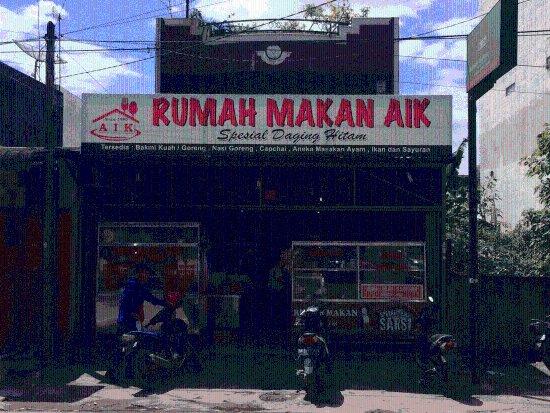 RUMAH MAKAN AIK
AIK
Spesial Daging Hitam
Tersedia : Bakmi Kuah / Goreng , Nasi Goreng , Capchai , Aneka Masakan Ayam , Ikan dan Sayuran
MAKAN
SAKSI